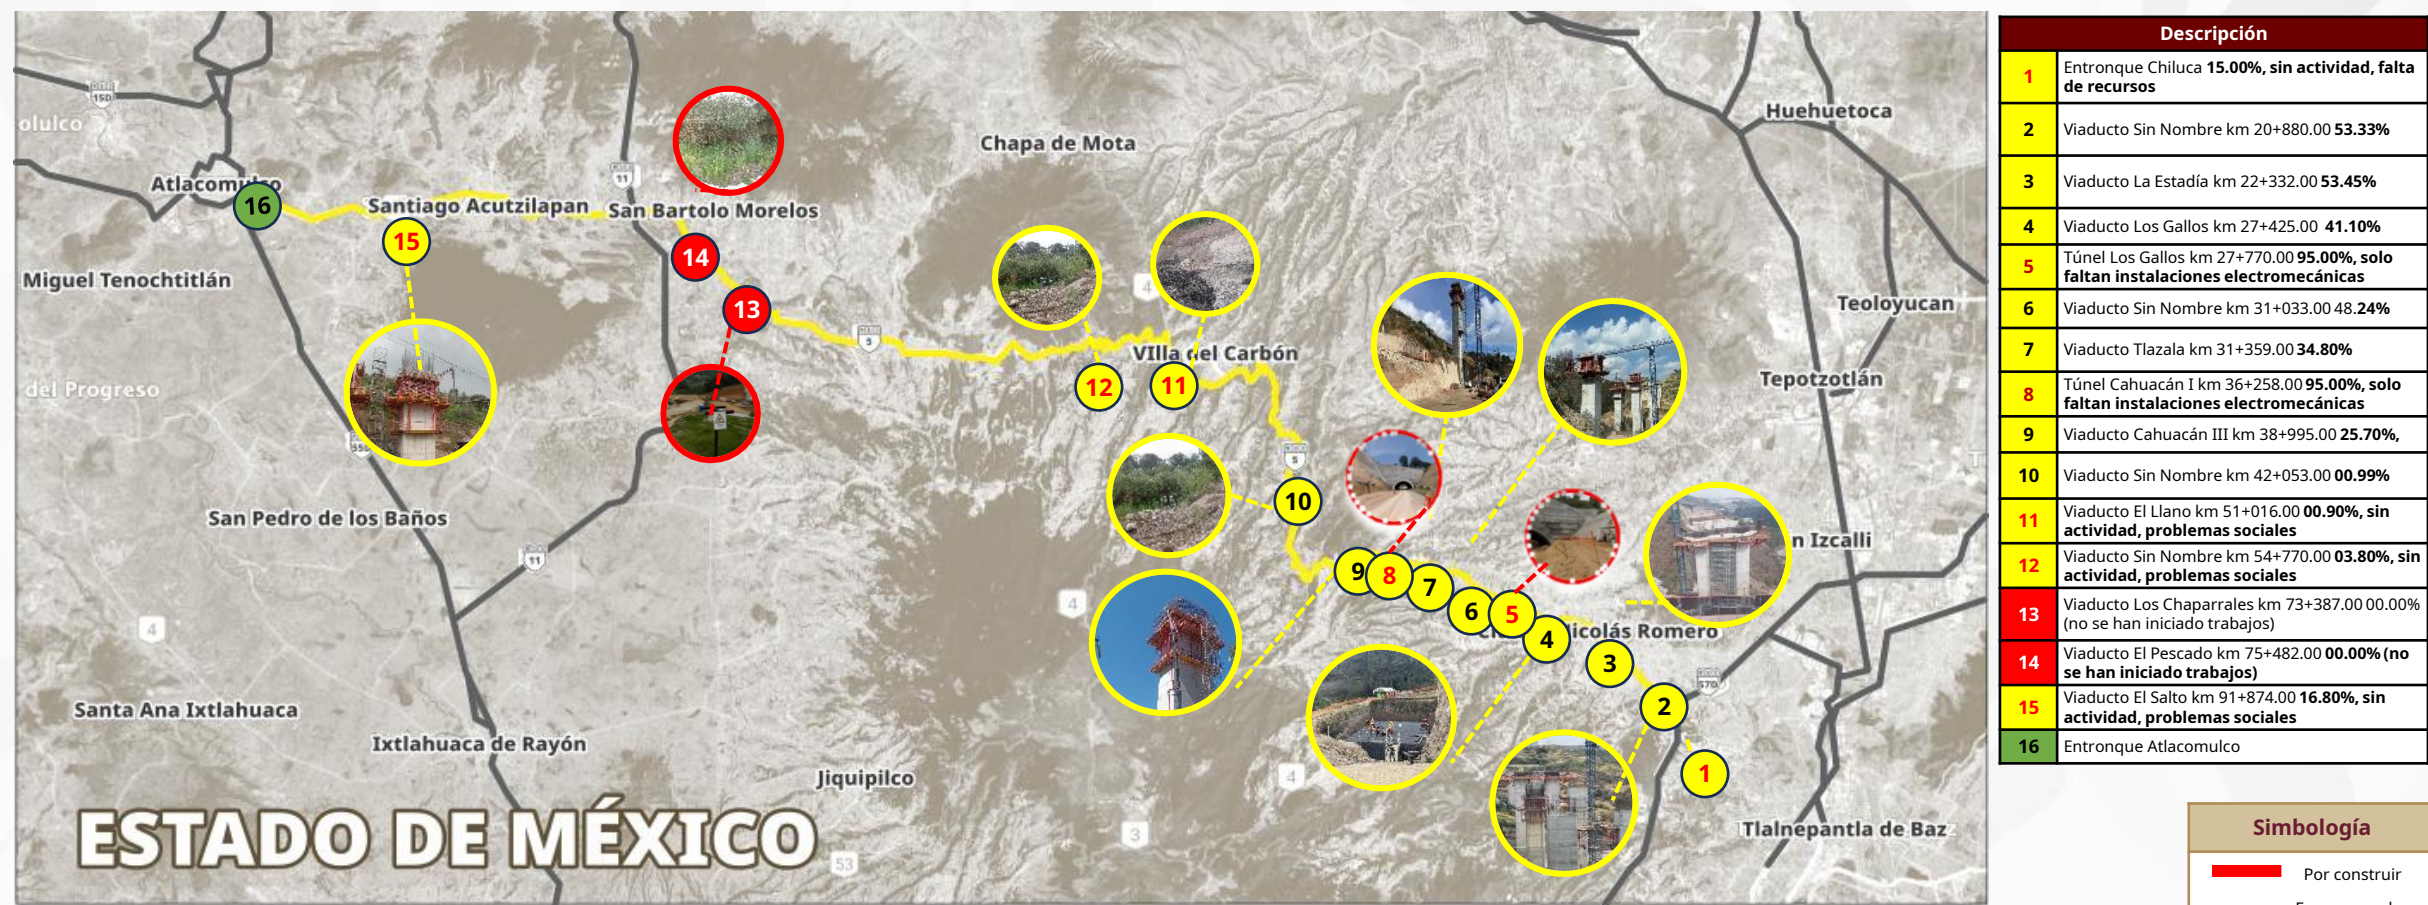 15D
olulco
Huehuetoca
Chapa de Mota
11
Atlacomulco
16
Santiago Acutzilapan
San Bartolo Morelos
15
14
Miguel Tenochtitlán
4
13
Teoloyucan
5
VIlla del Carbón
12
11
Tepotzotlán
del Progreso
5
10
San Pedro de los Baños
11
n Izcalli
9
8
7
6
5
4
icolás Romero
4
4
3
57D
2
Santa Ana Ixtlahuaca
Ixtlahuaca de Rayón
Jiquipilco
4
1
ESTADO DE MÉXICO
53
3
Tlalnepantla de Baz
Descripción
1 Entronque Chiluca 15.00%, sin actividad, falta
de recursos
2 Viaducto Sin Nombre km 20+880.00 53.33%
3 Viaducto La Estadía km 22+332.00 53.45%
4 Viaducto Los Gallos km 27+425.00 41.10%
5 Túnel Los Gallos km 27+770.00 95.00%, solo
faltan instalaciones electromecánicas
6 Viaducto Sin Nombre km 31+033.00 48.24%
7 Viaducto Tlazala km 31+359.00 34.80%
8 Túnel Cahuacán I km 36+258.00 95.00%, solo
faltan instalaciones electromecánicas
9 Viaducto Cahuacán III km 38+995.00 25.70%,
10 Viaducto Sin Nombre km 42+053.00 00.99%
11 Viaducto El Llano km 51+016.00 00.90%, sin
actividad, problemas sociales
12 Viaducto Sin Nombre km 54+770.00 03.80%, sin
actividad, problemas sociales
13 Viaducto Los Chaparrales km 73+387.00 00.00%
(no se han iniciado trabajos)
14 Viaducto El Pescado km 75+482.00 00.00% (no
se han iniciado trabajos)
15 Viaducto El Salto km 91+874.00 16.80%, sin
actividad, problemas sociales
16 Entronque Atlacomulco
Simbología
Por construir